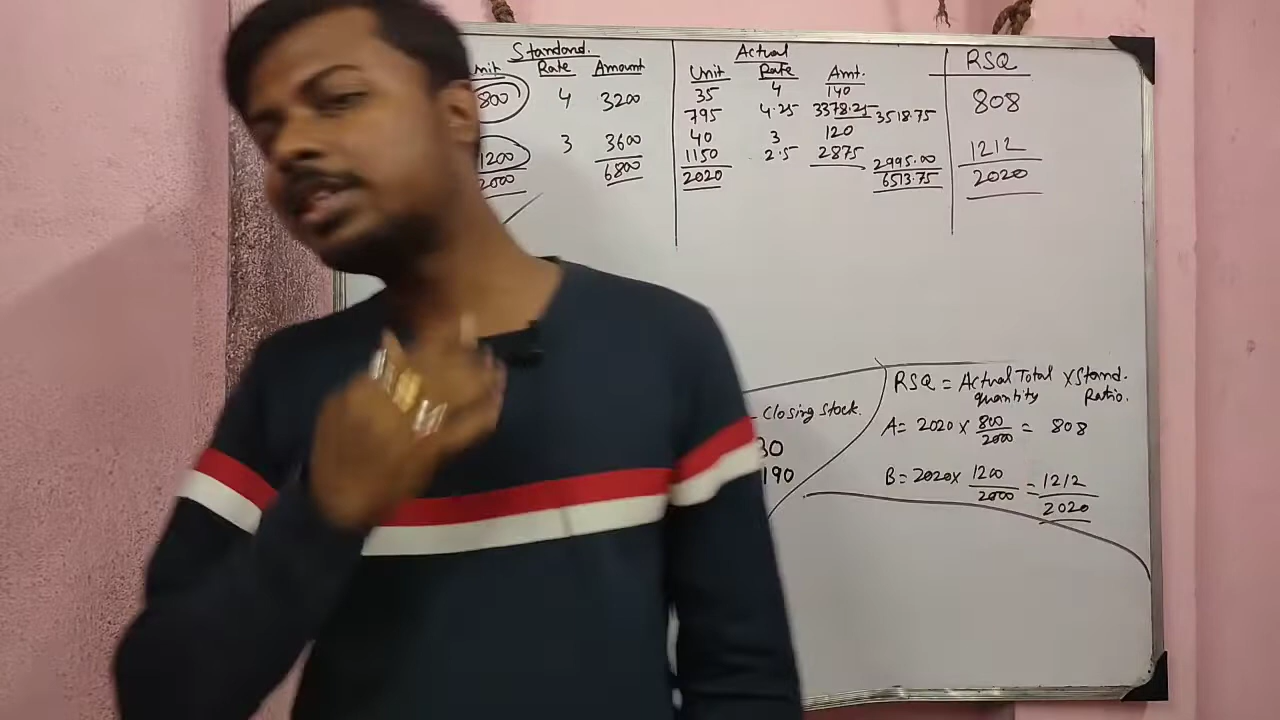 Standard. Actual RSQ
Rate Amount Unit Rate Amt.
800 4 3200 35 4 140 808
795 4.25 3378.25 3518.75
3 3600 40 3 120
1200 1150 2.5 2875 2995.00 1212
2000 6800 2020 6513.75 2020
RSQ = Actual Total × Stand.
quantity Ratio.
Closing stock.
A = 2020 × 800/2000 = 808
30
190
B = 2020 × 1200/2000 = 1212
2020